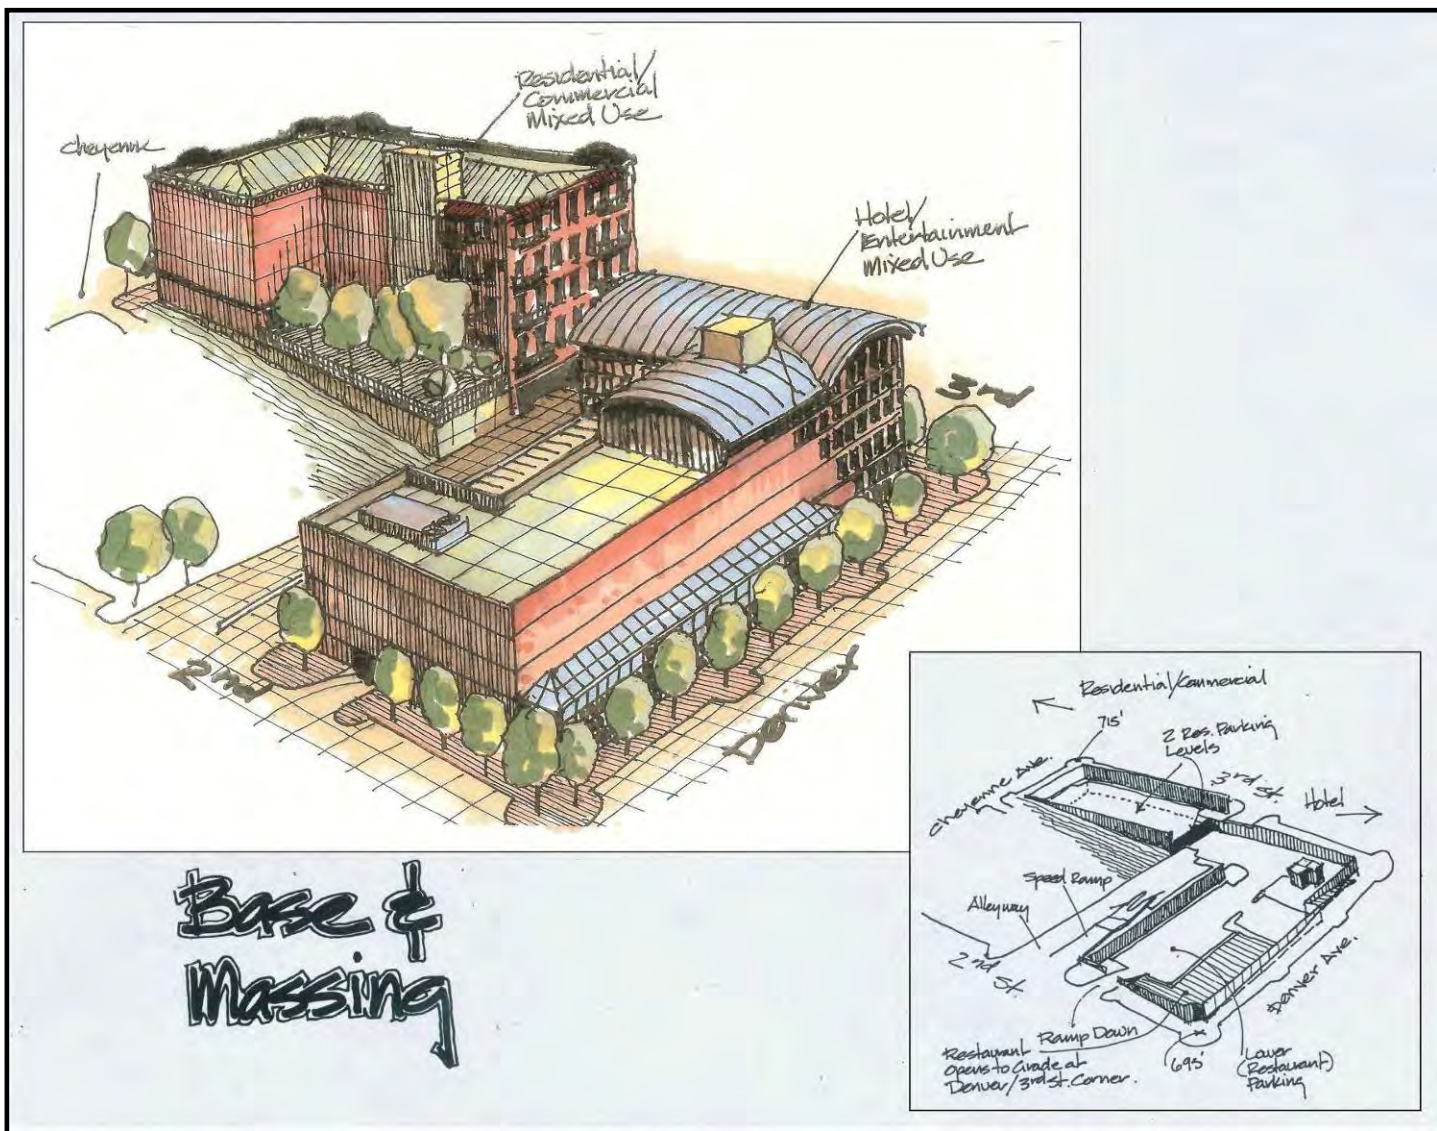 Residential/
Commercial
Mixed Use
Cheyenne
Hotel/
Entertainment
Mixed Use
3rd
2nd
Denver
Base &
Massing
Residential/Commercial
715'
2 Res. Parking
Levels
Cheyenne Ave.
3rd St.
Hotel
Speed Ramp
Alleyway
2nd St.
Denver Ave.
Ramp Down
Restaurant
Opens to Grade at
Denver/3rd St. Corner.
693'
Lower
(Restaurant)
Parking